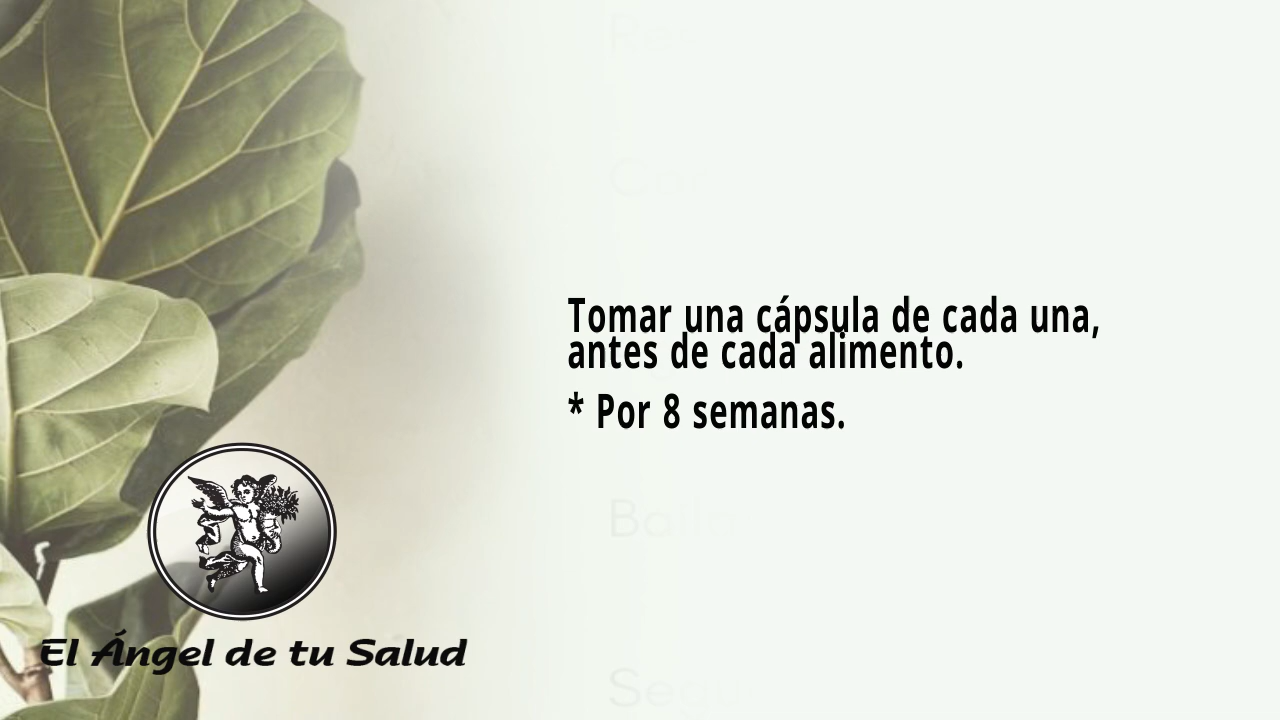 Tomar una cápsula de cada una,
antes de cada alimento.
* Por 8 semanas.
El Ángel de tu Salud